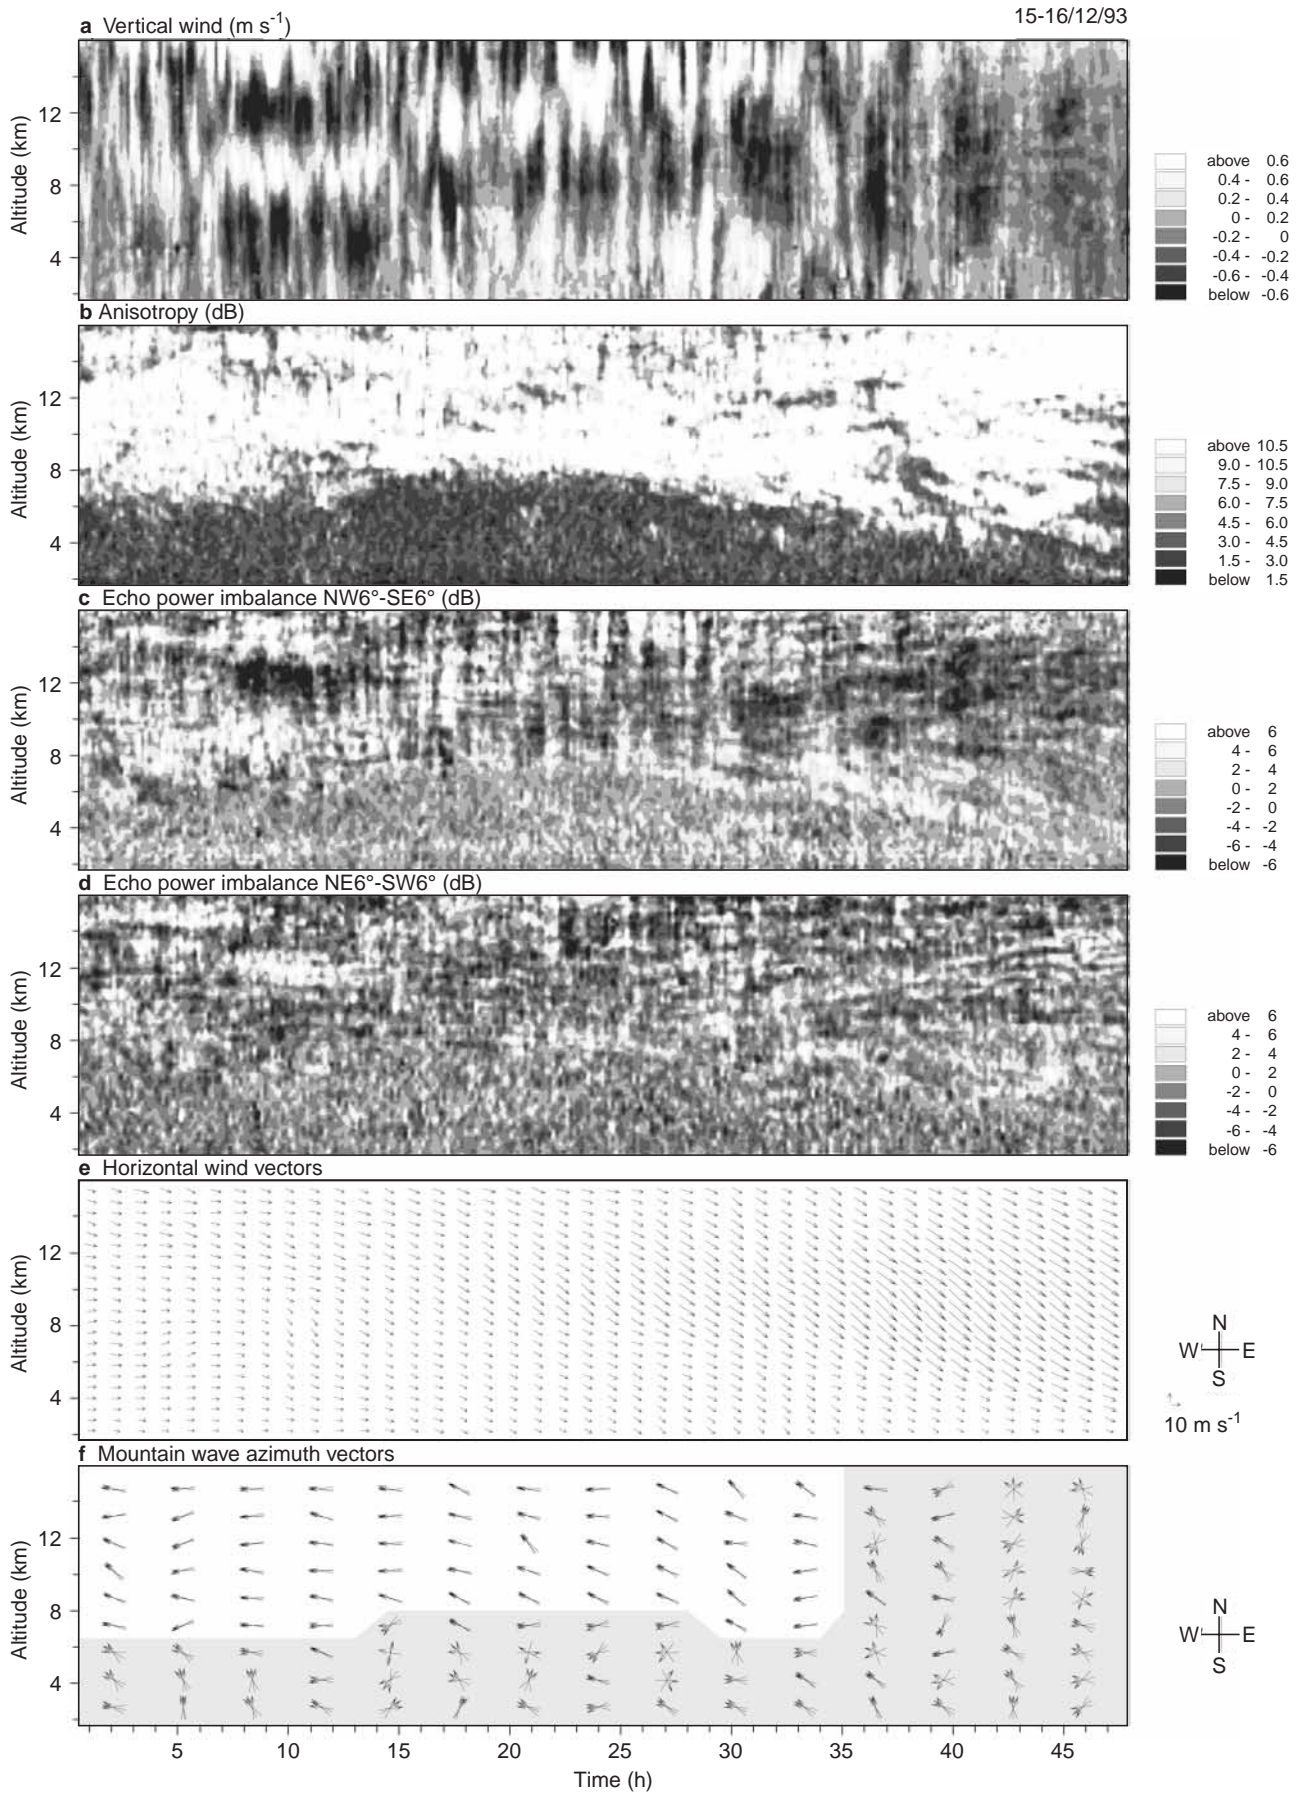 a Vertical wind (m s-1)
15-16/12/93
Altitude (km)
12
8
4
above 0.6
0.4 - 0.6
0.2 - 0.4
0 - 0.2
-0.2 - 0
-0.4 - -0.2
-0.6 - -0.4
below -0.6
b Anisotropy (dB)
Altitude (km)
12
8
4
above 10.5
9.0 - 10.5
7.5 - 9.0
6.0 - 7.5
4.5 - 6.0
3.0 - 4.5
1.5 - 3.0
below 1.5
c Echo power imbalance NW6°-SE6° (dB)
Altitude (km)
12
8
4
above 6
4 - 6
2 - 4
0 - 2
-2 - 0
-4 - -2
-6 - -4
below -6
d Echo power imbalance NE6°-SW6° (dB)
Altitude (km)
12
8
4
above 6
4 - 6
2 - 4
0 - 2
-2 - 0
-4 - -2
-6 - -4
below -6
e Horizontal wind vectors
Altitude (km)
12
8
4
N
W E
S
10 m s-1
f Mountain wave azimuth vectors
Altitude (km)
12
8
4
N
W E
S
5 10 15 20 25 30 35 40 45
Time (h)